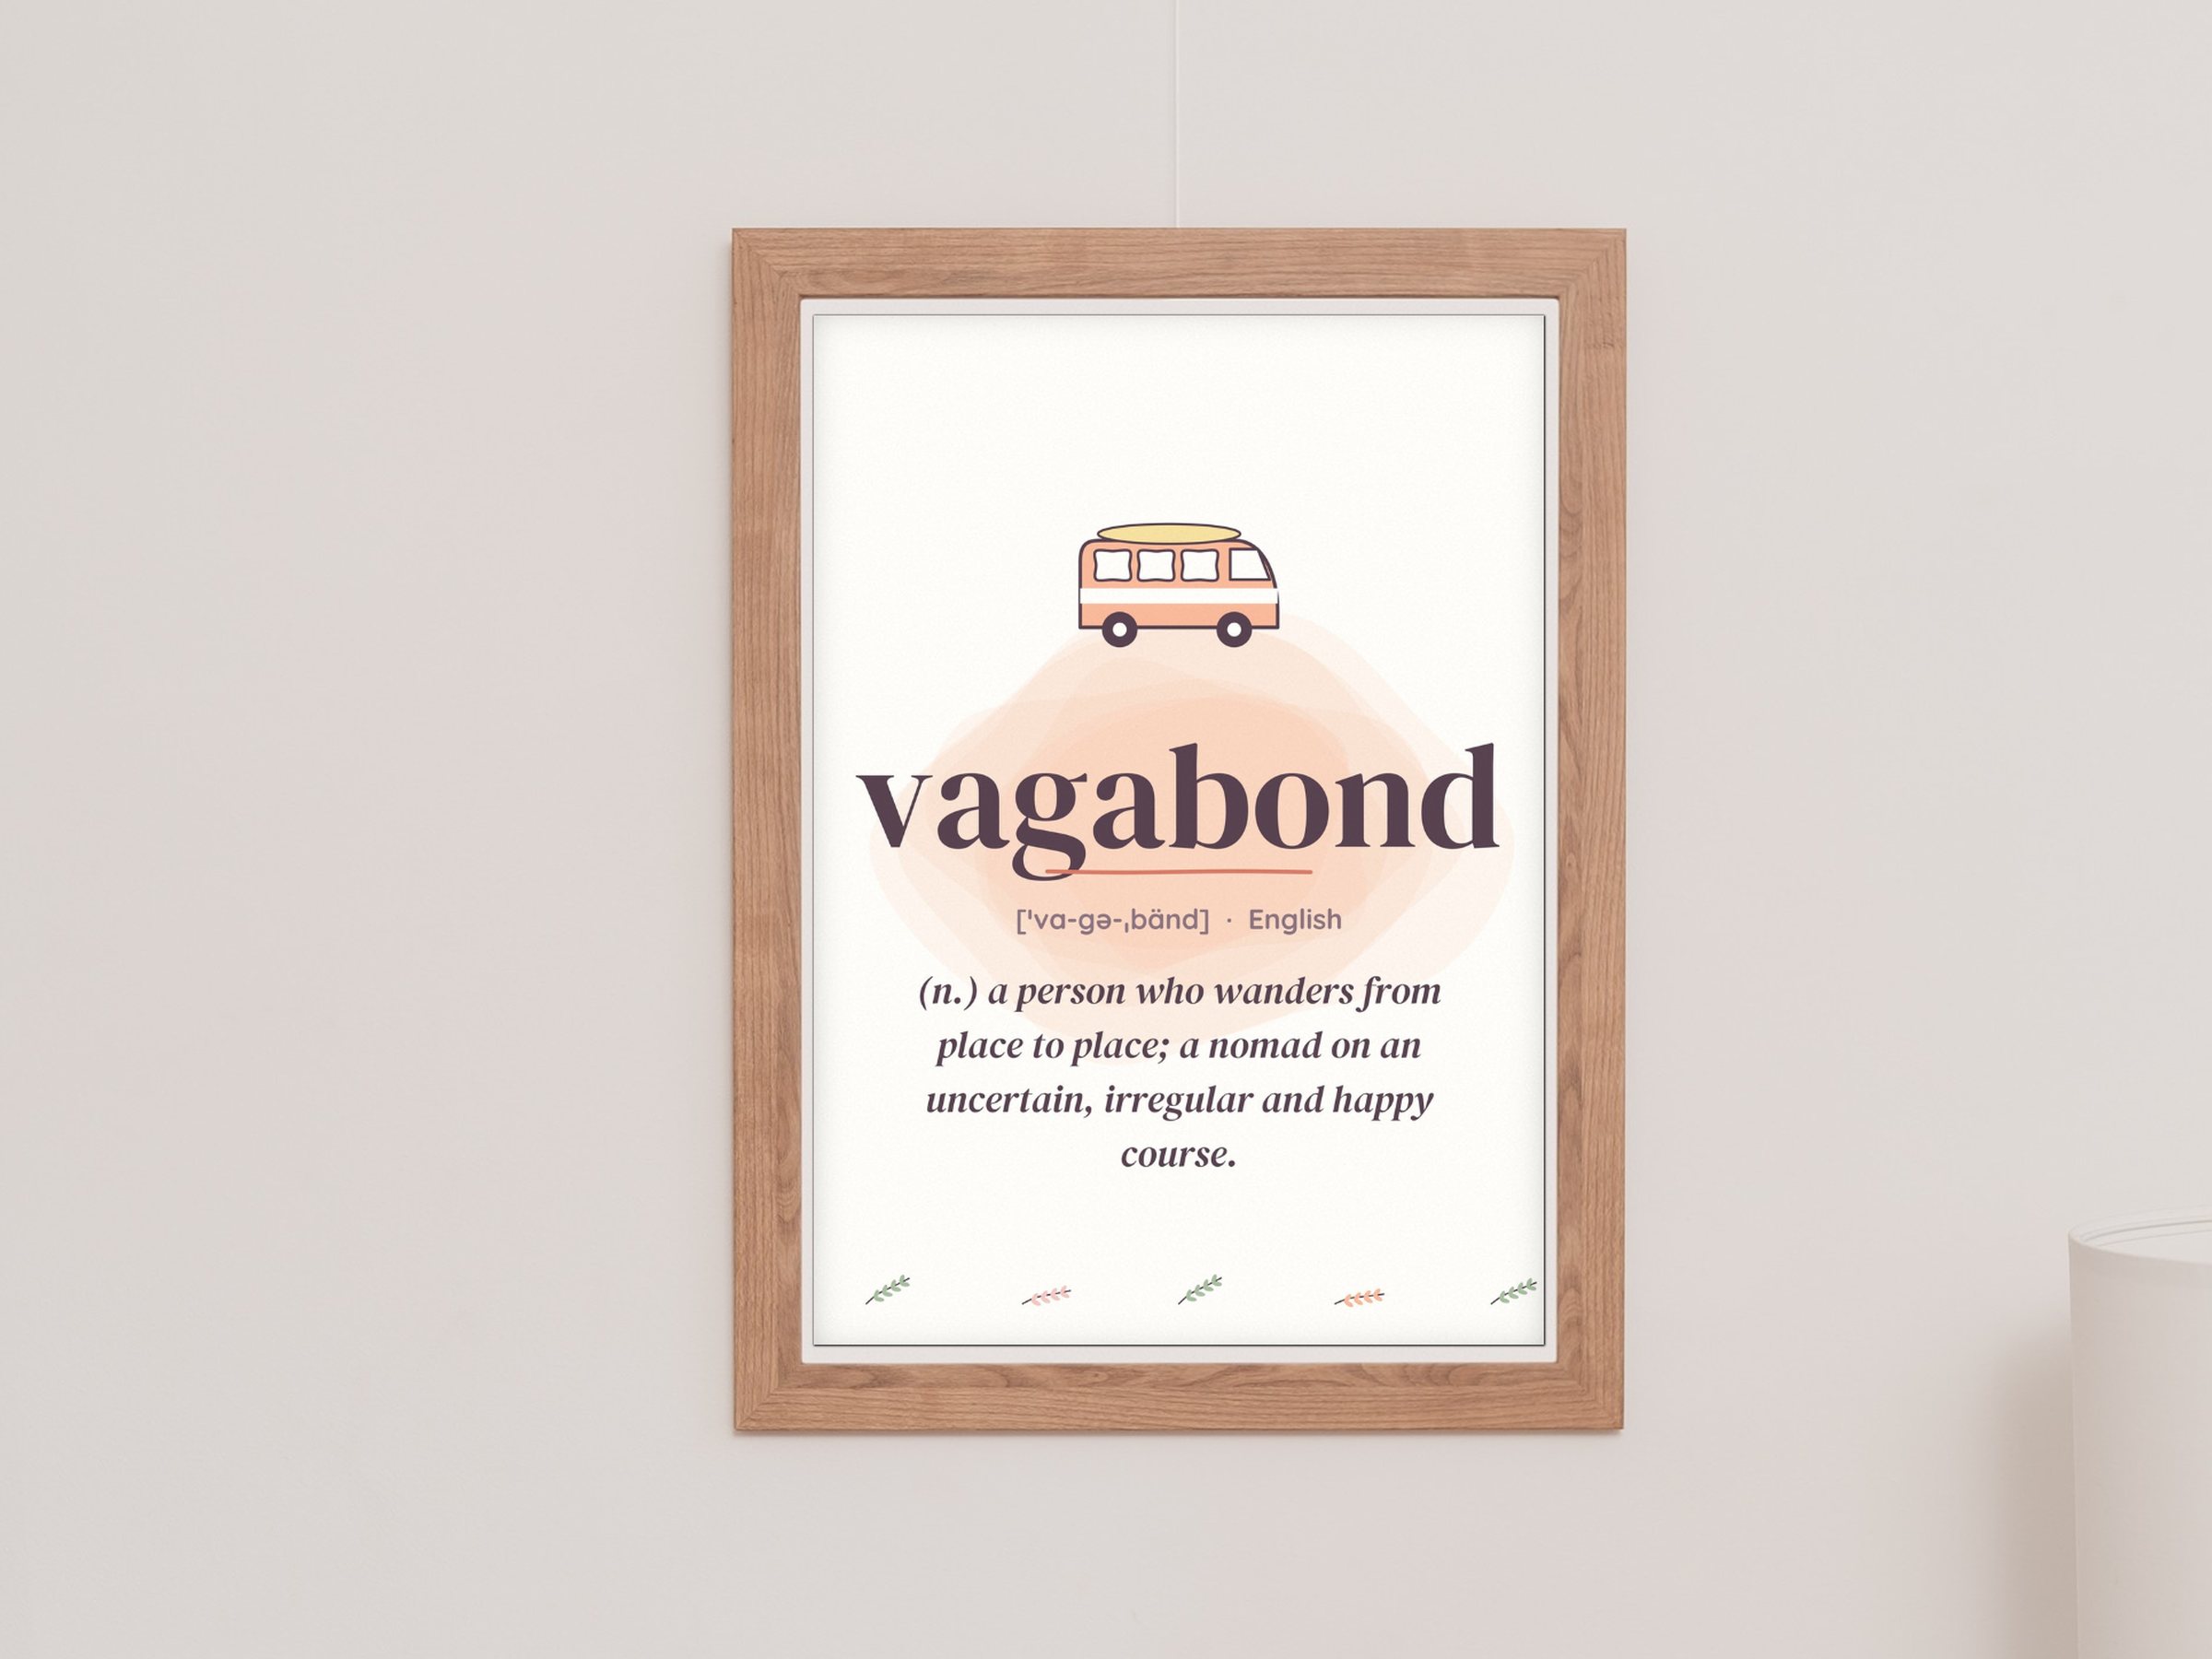 vagabond
[ˈva-gə-ˌbänd] · English
(n.) a person who wanders from
place to place; a nomad on an
uncertain, irregular and happy
course.